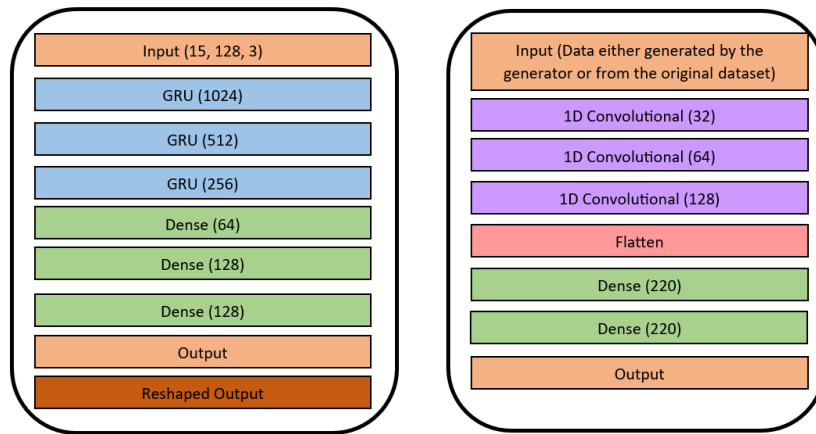 Input (15, 128, 3)
GRU (1024)
GRU (512)
GRU (256)
Dense (64)
Dense (128)
Dense (128)
Output
Reshaped Output
Input (Data either generated by the
generator or from the original dataset)
1D Convolutional (32)
1D Convolutional (64)
1D Convolutional (128)
Flatten
Dense (220)
Dense (220)
Output